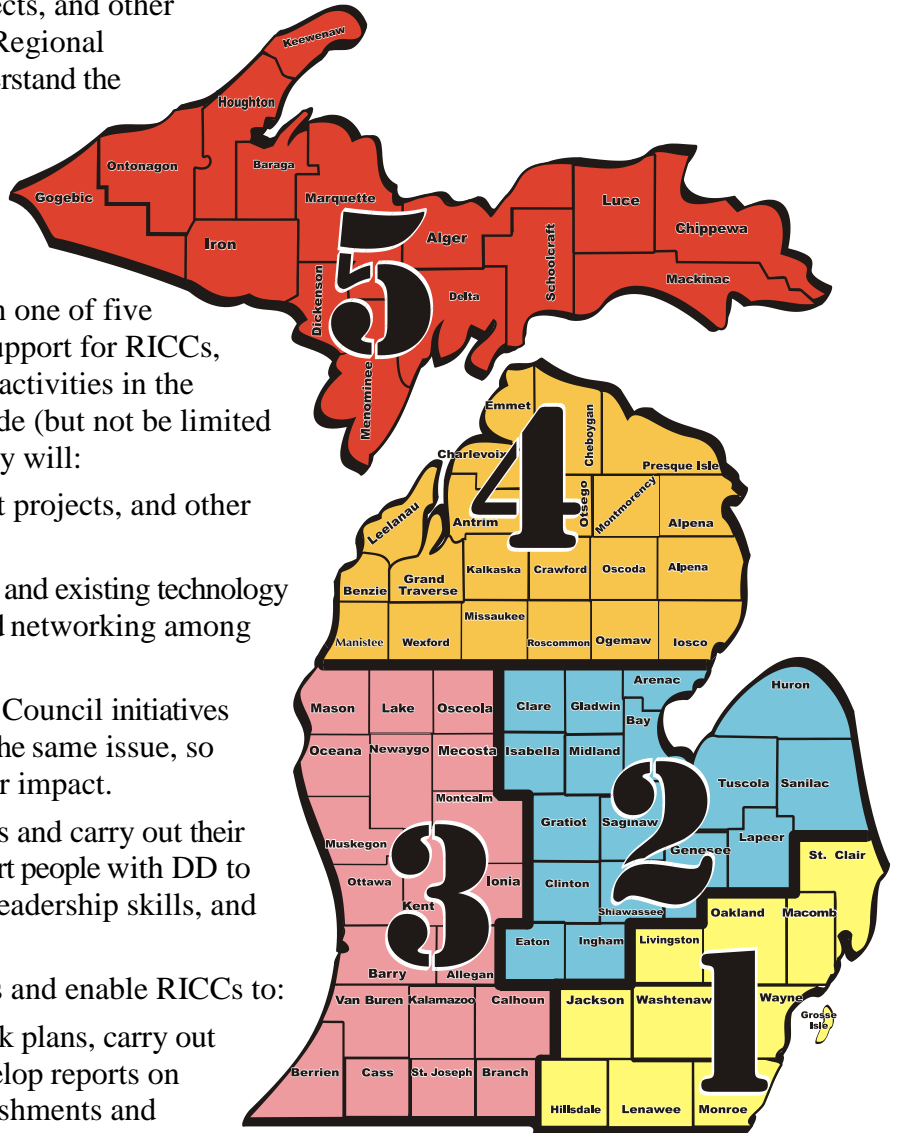 ects, and other
Regional
erstand the
n one of five
upport for RICCs,
activities in the
de (but not be limited
y will:
t projects, and other
and existing technology
d networking among
Council initiatives
he same issue, so
r impact.
s and carry out their
rt people with DD to
eadership skills, and
s and enable RICCs to:
k plans, carry out
elop reports on
ishments and
Keewenaw
Houghton
Ontonagon
Baraga
Gogebic
Marquette
Luce
Iron
Alger
Schoolcraft
Chippewa
Mackinac
Dickenson
5
Delta
Menominee
Emmet
4
Cheboygan
Charlevoix
Presque Isle
Leelanau
Antrim
Otsego
Montmorency
Alpena
Benzie
Grand
Traverse
Kalkaska
Crawford
Oscoda
Alpena
Manistee
Wexford
Missaukee
Roscommon
Ogemaw
Iosco
Mason
Lake
Osceola
Clare
Gladwin
Arenac
Huron
Bay
Oceana
Newaygo
Mecosta
Isabella
Midland
Tuscola
Sanilac
Montcalm
2
Gratiot
Saginaw
Muskegon
Genesee
Lapeer
St. Clair
3
Ottawa
Kent
Ionia
Clinton
Shiawassee
Oakland
Macomb
Eaton
Ingham
Livingston
Barry
Allegan
1
Van Buren
Kalamazoo
Calhoun
Jackson
Washtenaw
Wayne
Grosse
Isle
Berrien
Cass
St. Joseph
Branch
Hillsdale
Lenawee
Monroe